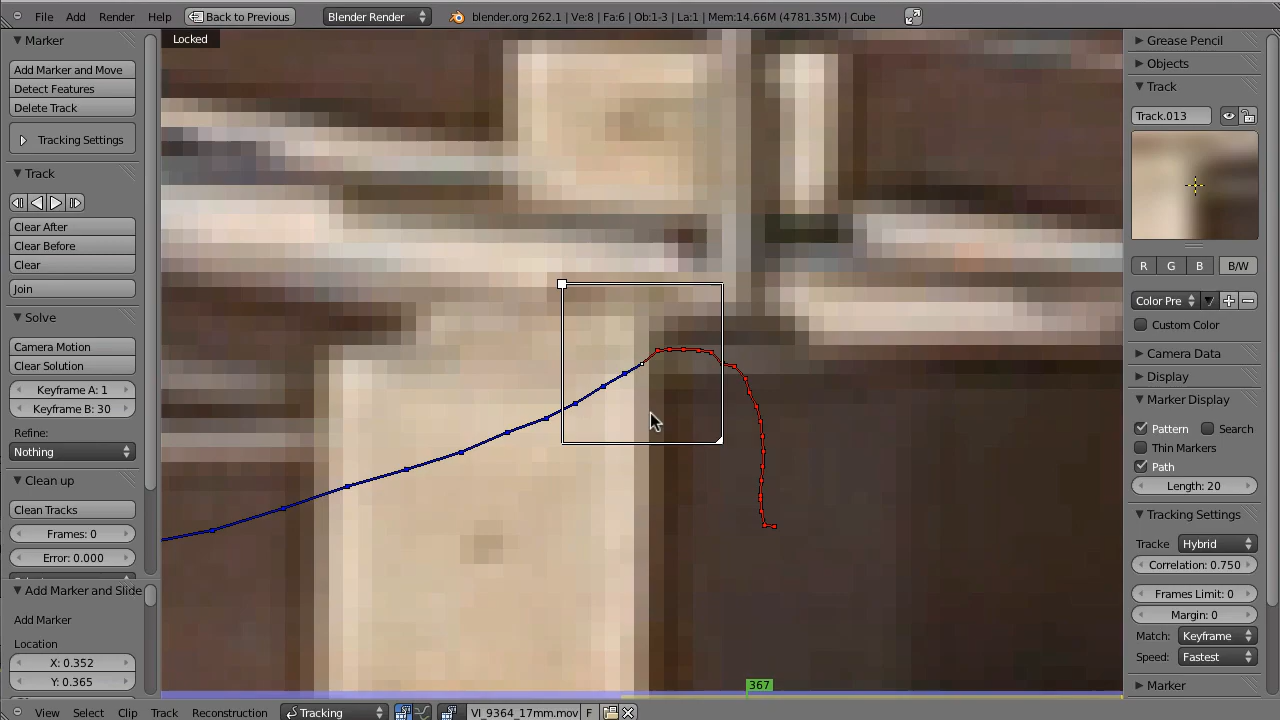 File Add Render Help Back to Previous Blender Render blender.org 262.1 | Ve:8 | Fa:6 | Ob:1-3 | La:1 | Mem:14.66M (4781.35M) | Cube
Marker
Add Marker and Move
Detect Features
Delete Track
Tracking Settings
Track
Clear After
Clear Before
Clear
Join
Solve
Camera Motion
Clear Solution
Keyframe A: 1
Keyframe B: 30
Refine:
Nothing
Clean up
Clean Tracks
Frames: 0
Error: 0.000
Add Marker and Slide
Add Marker
Location
X: 0.352
Y: 0.365
Locked
367
Grease Pencil
Objects
Track
Track.013
R G B B/W
Color Pre
Custom Color
Camera Data
Display
Marker Display
Pattern Search
Thin Markers
Path
Length: 20
Tracking Settings
Tracke Hybrid
Correlation: 0.750
Frames Limit: 0
Margin: 0
Match: Keyframe
Speed: Fastest
Marker
View Select Clip Track Reconstruction Tracking VI_9364_17mm.mov F